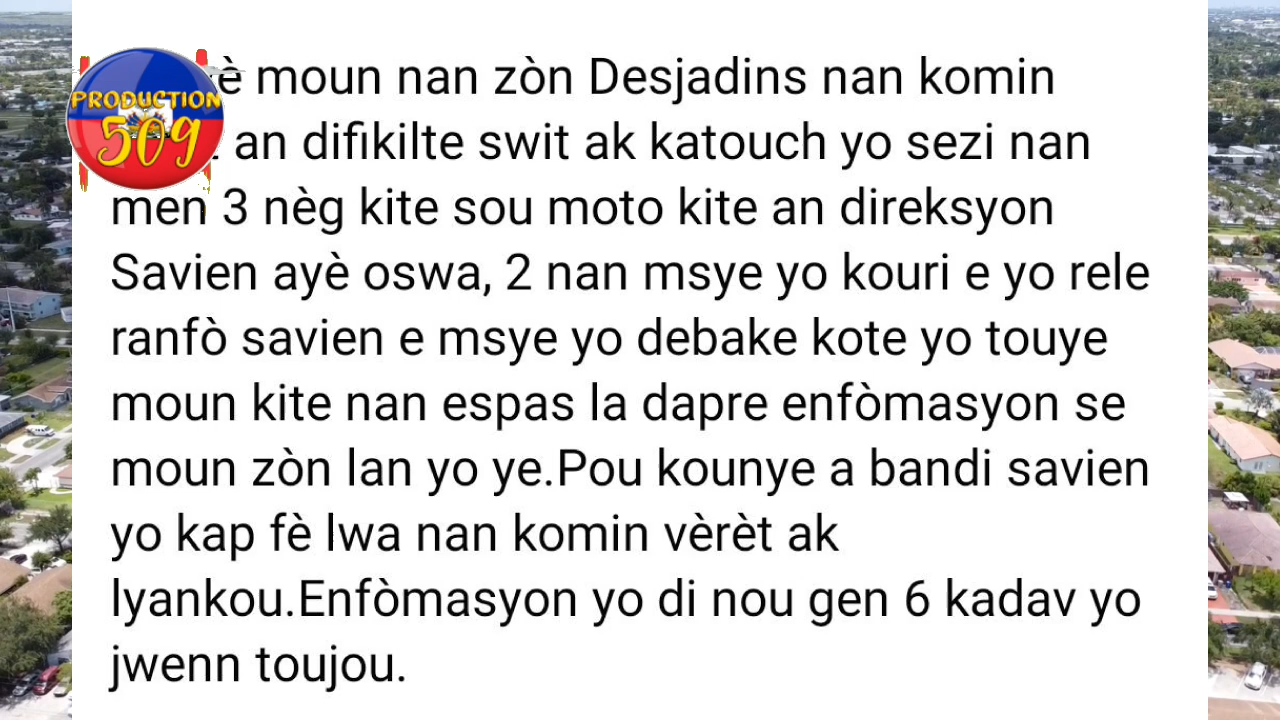 PRODUCTION
509
moun nan zòn Desjadins nan komin
an difikilte swit ak katouch yo sezi nan
men 3 nèg kite sou moto kite an direksyon
Savien ayè oswa, 2 nan msye yo kouri e yo rele
ranfò savien e msye yo debake kote yo touye
moun kite nan espas la dapre enfòmasyon se
moun zòn lan yo ye.Pou kounye a bandi savien
yo kap fè lwa nan komin vèrèt ak
lyankou.Enfòmasyon yo di nou gen 6 kadav yo
jwenn toujou.